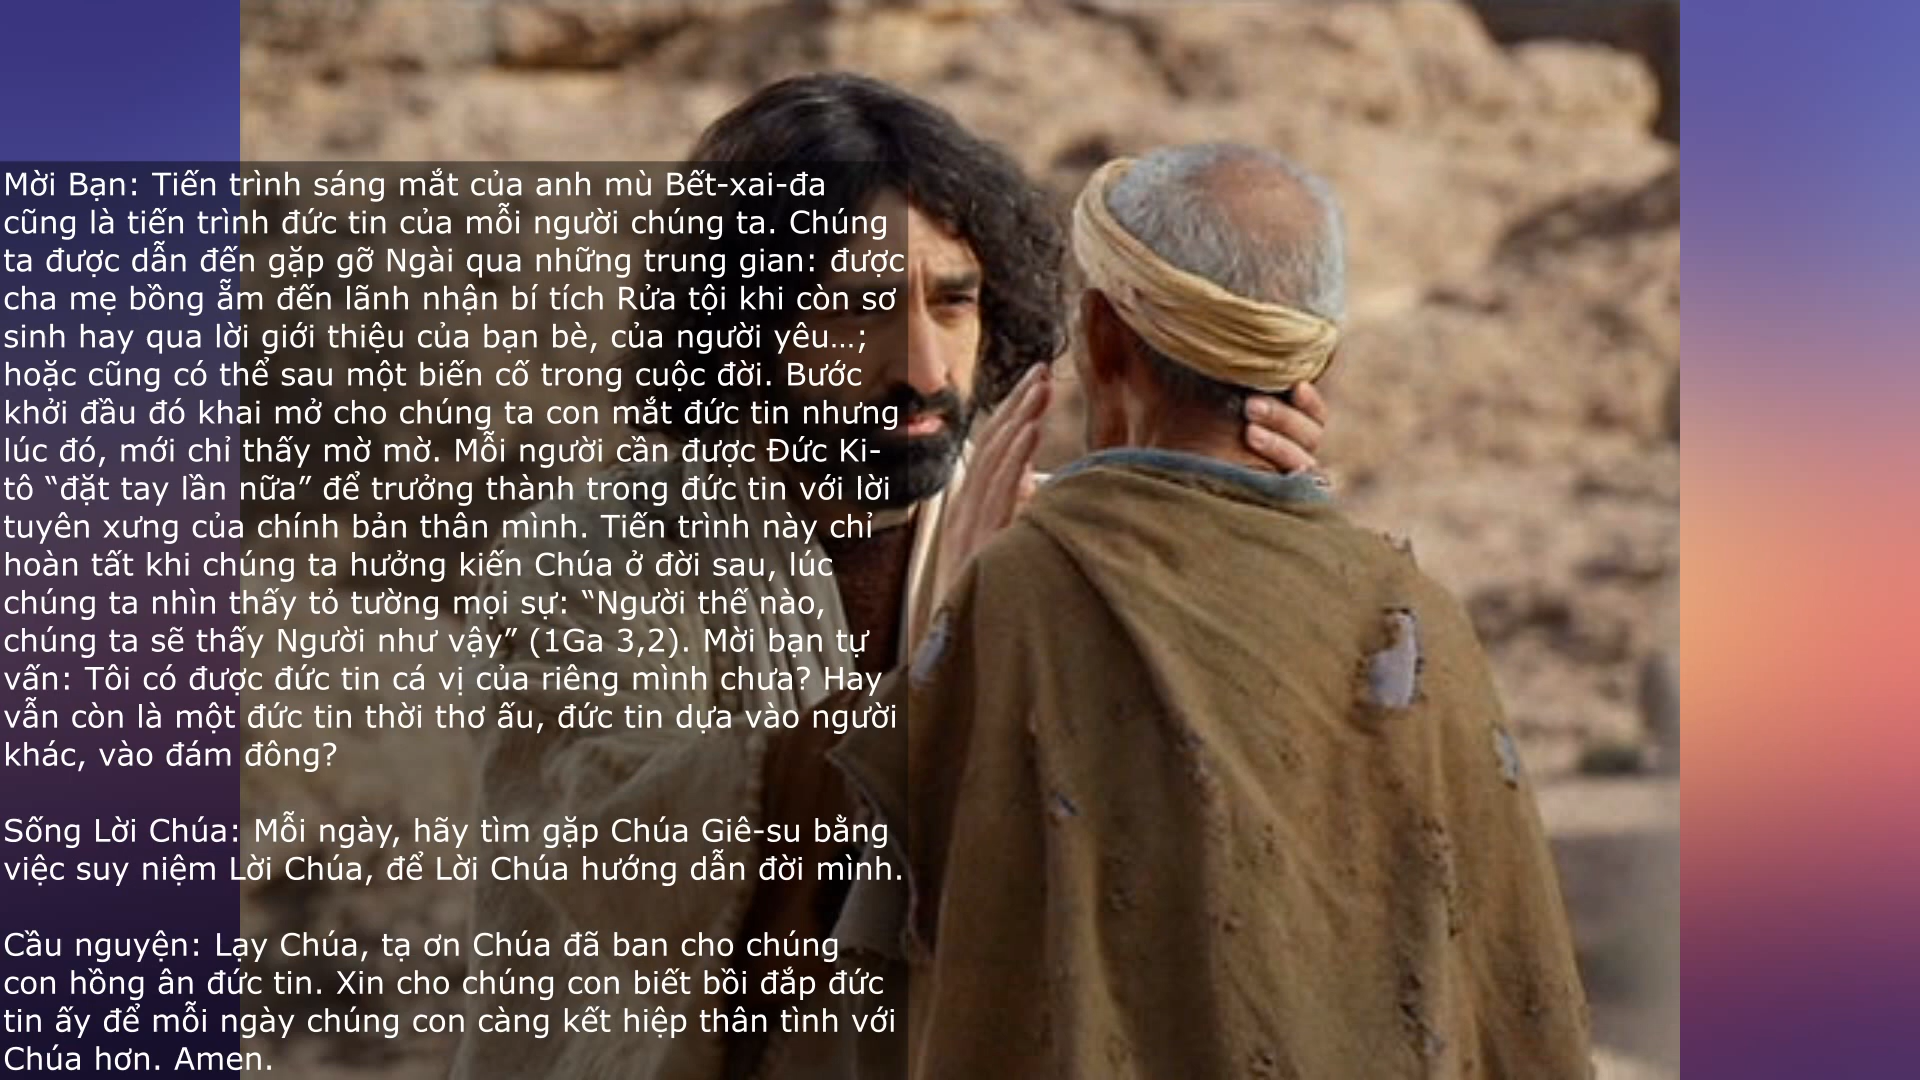 Mời Bạn: Tiến trình sáng mắt của anh mù Bết-xai-đa
cũng là tiến trình đức tin của mỗi người chúng ta. Chúng
ta được dẫn đến gặp gỡ Ngài qua những trung gian: được
cha mẹ bồng ẵm đến lãnh nhận bí tích Rửa tội khi còn sơ
sinh hay qua lời giới thiệu của bạn bè, của người yêu…;
hoặc cũng có thể sau một biến cố trong cuộc đời. Bước
khởi đầu đó khai mở cho chúng ta con mắt đức tin nhưng
lúc đó, mới chỉ thấy mờ mờ. Mỗi người cần được Đức Ki-
tô “đặt tay lần nữa” để trưởng thành trong đức tin với lời
tuyên xưng của chính bản thân mình. Tiến trình này chỉ
hoàn tất khi chúng ta hưởng kiến Chúa ở đời sau, lúc
chúng ta nhìn thấy tỏ tường mọi sự: “Người thế nào,
chúng ta sẽ thấy Người như vậy” (1Ga 3,2). Mời bạn tự
vấn: Tôi có được đức tin cá vị của riêng mình chưa? Hay
vẫn còn là một đức tin thời thơ ấu, đức tin dựa vào người
khác, vào đám đông?
Sống Lời Chúa: Mỗi ngày, hãy tìm gặp Chúa Giê-su bằng
việc suy niệm Lời Chúa, để Lời Chúa hướng dẫn đời mình.
Cầu nguyện: Lạy Chúa, tạ ơn Chúa đã ban cho chúng
con hồng ân đức tin. Xin cho chúng con biết bồi đắp đức
tin ấy để mỗi ngày chúng con càng kết hiệp thân tình với
Chúa hơn. Amen.